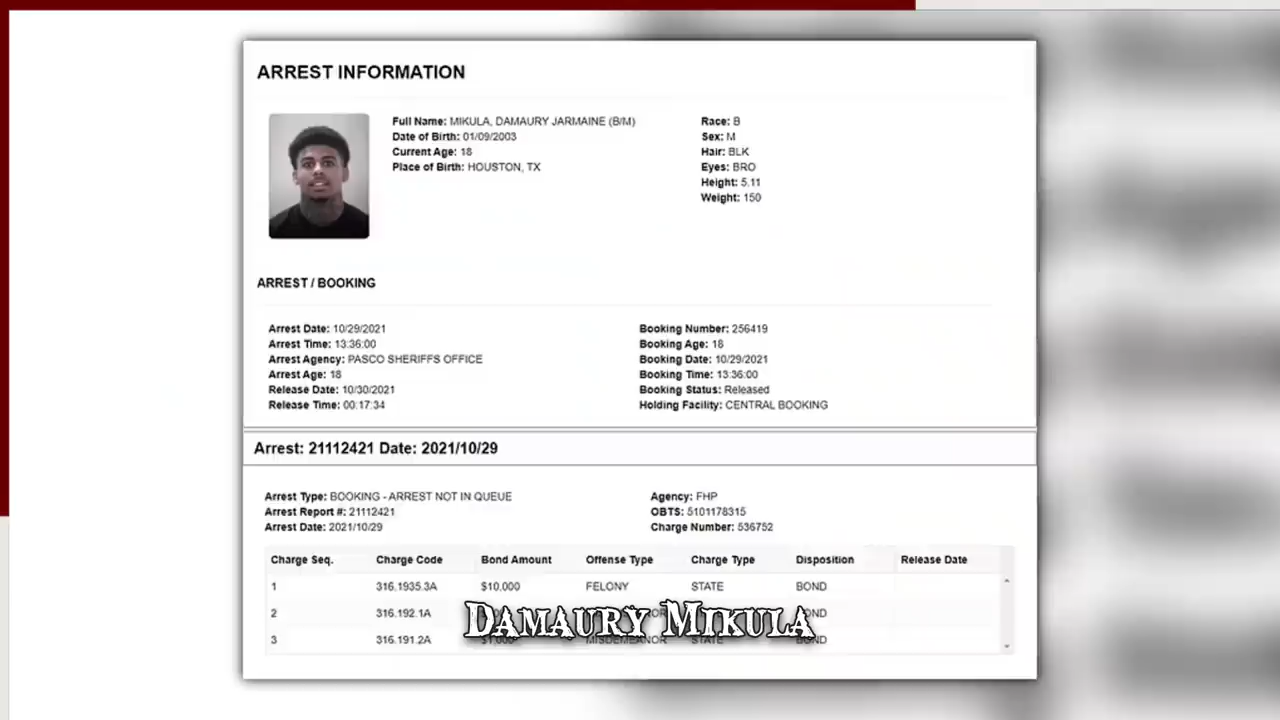 ARREST INFORMATION
Full Name: MIKULA, DAMAURY JARMAINE (B/M)
Date of Birth: 01/09/2003
Current Age: 18
Place of Birth: HOUSTON, TX
Race: B
Sex: M
Hair: BLK
Eyes: BRO
Height: 5.11
Weight: 150
ARREST / BOOKING
Arrest Date: 10/29/2021
Arrest Time: 13:36:00
Arrest Agency: PASCO SHERIFFS OFFICE
Arrest Age: 18
Release Date: 10/30/2021
Release Time: 00:17:34
Booking Number: 256419
Booking Age: 18
Booking Date: 10/29/2021
Booking Time: 13:36:00
Booking Status: Released
Holding Facility: CENTRAL BOOKING
Arrest: 21112421 Date: 2021/10/29
Arrest Type: BOOKING - ARREST NOT IN QUEUE
Arrest Report #: 21112421
Arrest Date: 2021/10/29
Agency: FHP
OBTS: 5101178315
Charge Number: 536752
Charge Seq. Charge Code Bond Amount Offense Type Charge Type Disposition Release Date
1 316.1935.3A $10,000 FELONY STATE BOND
2 316.192.1A
3 316.191.2A $1,000 MISDEMEANOR STATE BOND
DAMAURY MIKULA